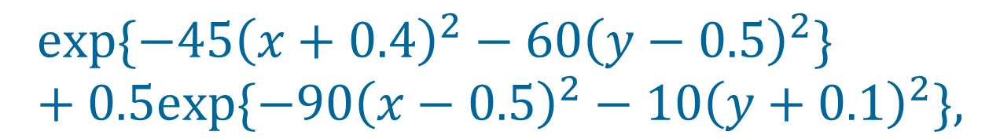 exp{−45(x + 0.4)² − 60(y − 0.5)²}
+ 0.5exp{−90(x − 0.5)² − 10(y + 0.1)²},